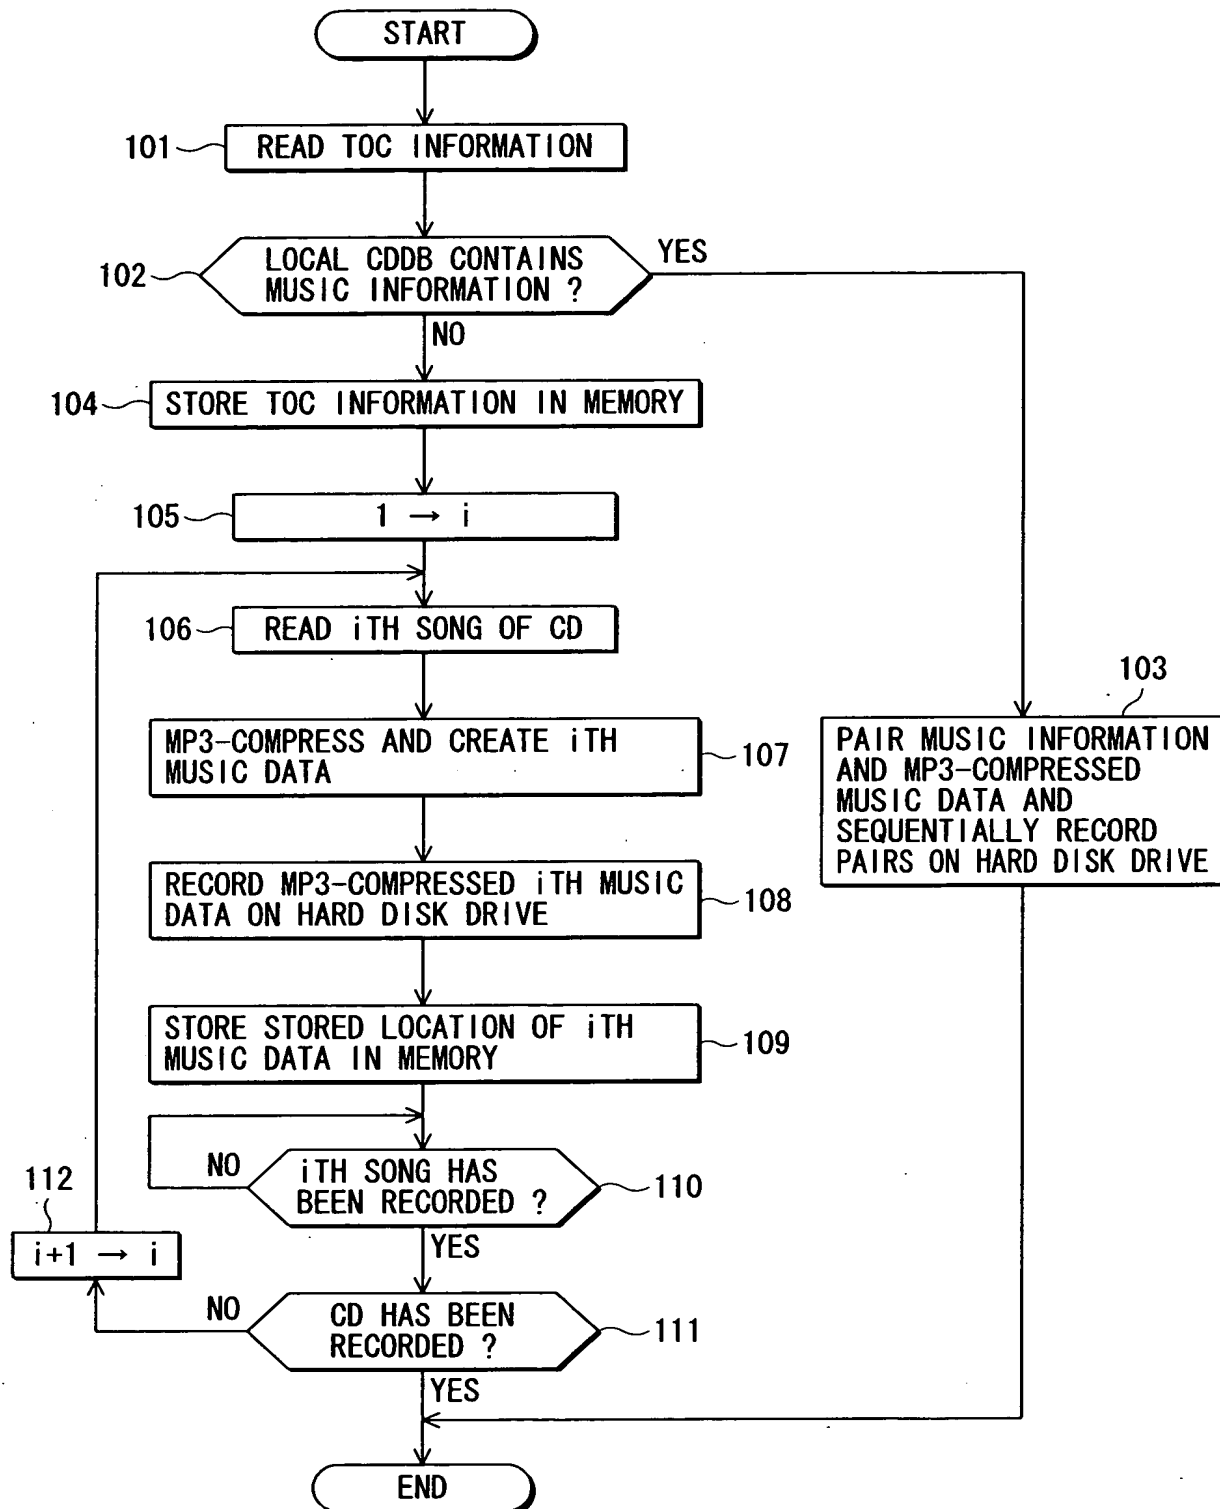 START
101
READ TOC INFORMATION
102
LOCAL CDDB CONTAINS
MUSIC INFORMATION ?
YES
NO
104
STORE TOC INFORMATION IN MEMORY
105
1 → i
106
READ iTH SONG OF CD
103
PAIR MUSIC INFORMATION
AND MP3-COMPRESSED
MUSIC DATA AND
SEQUENTIALLY RECORD
PAIRS ON HARD DISK DRIVE
MP3-COMPRESS AND CREATE iTH
MUSIC DATA
107
RECORD MP3-COMPRESSED iTH MUSIC
DATA ON HARD DISK DRIVE
108
STORE STORED LOCATION OF iTH
MUSIC DATA IN MEMORY
109
NO
iTH SONG HAS
BEEN RECORDED ?
110
YES
112
i+1 → i
NO
CD HAS BEEN
RECORDED ?
111
YES
END